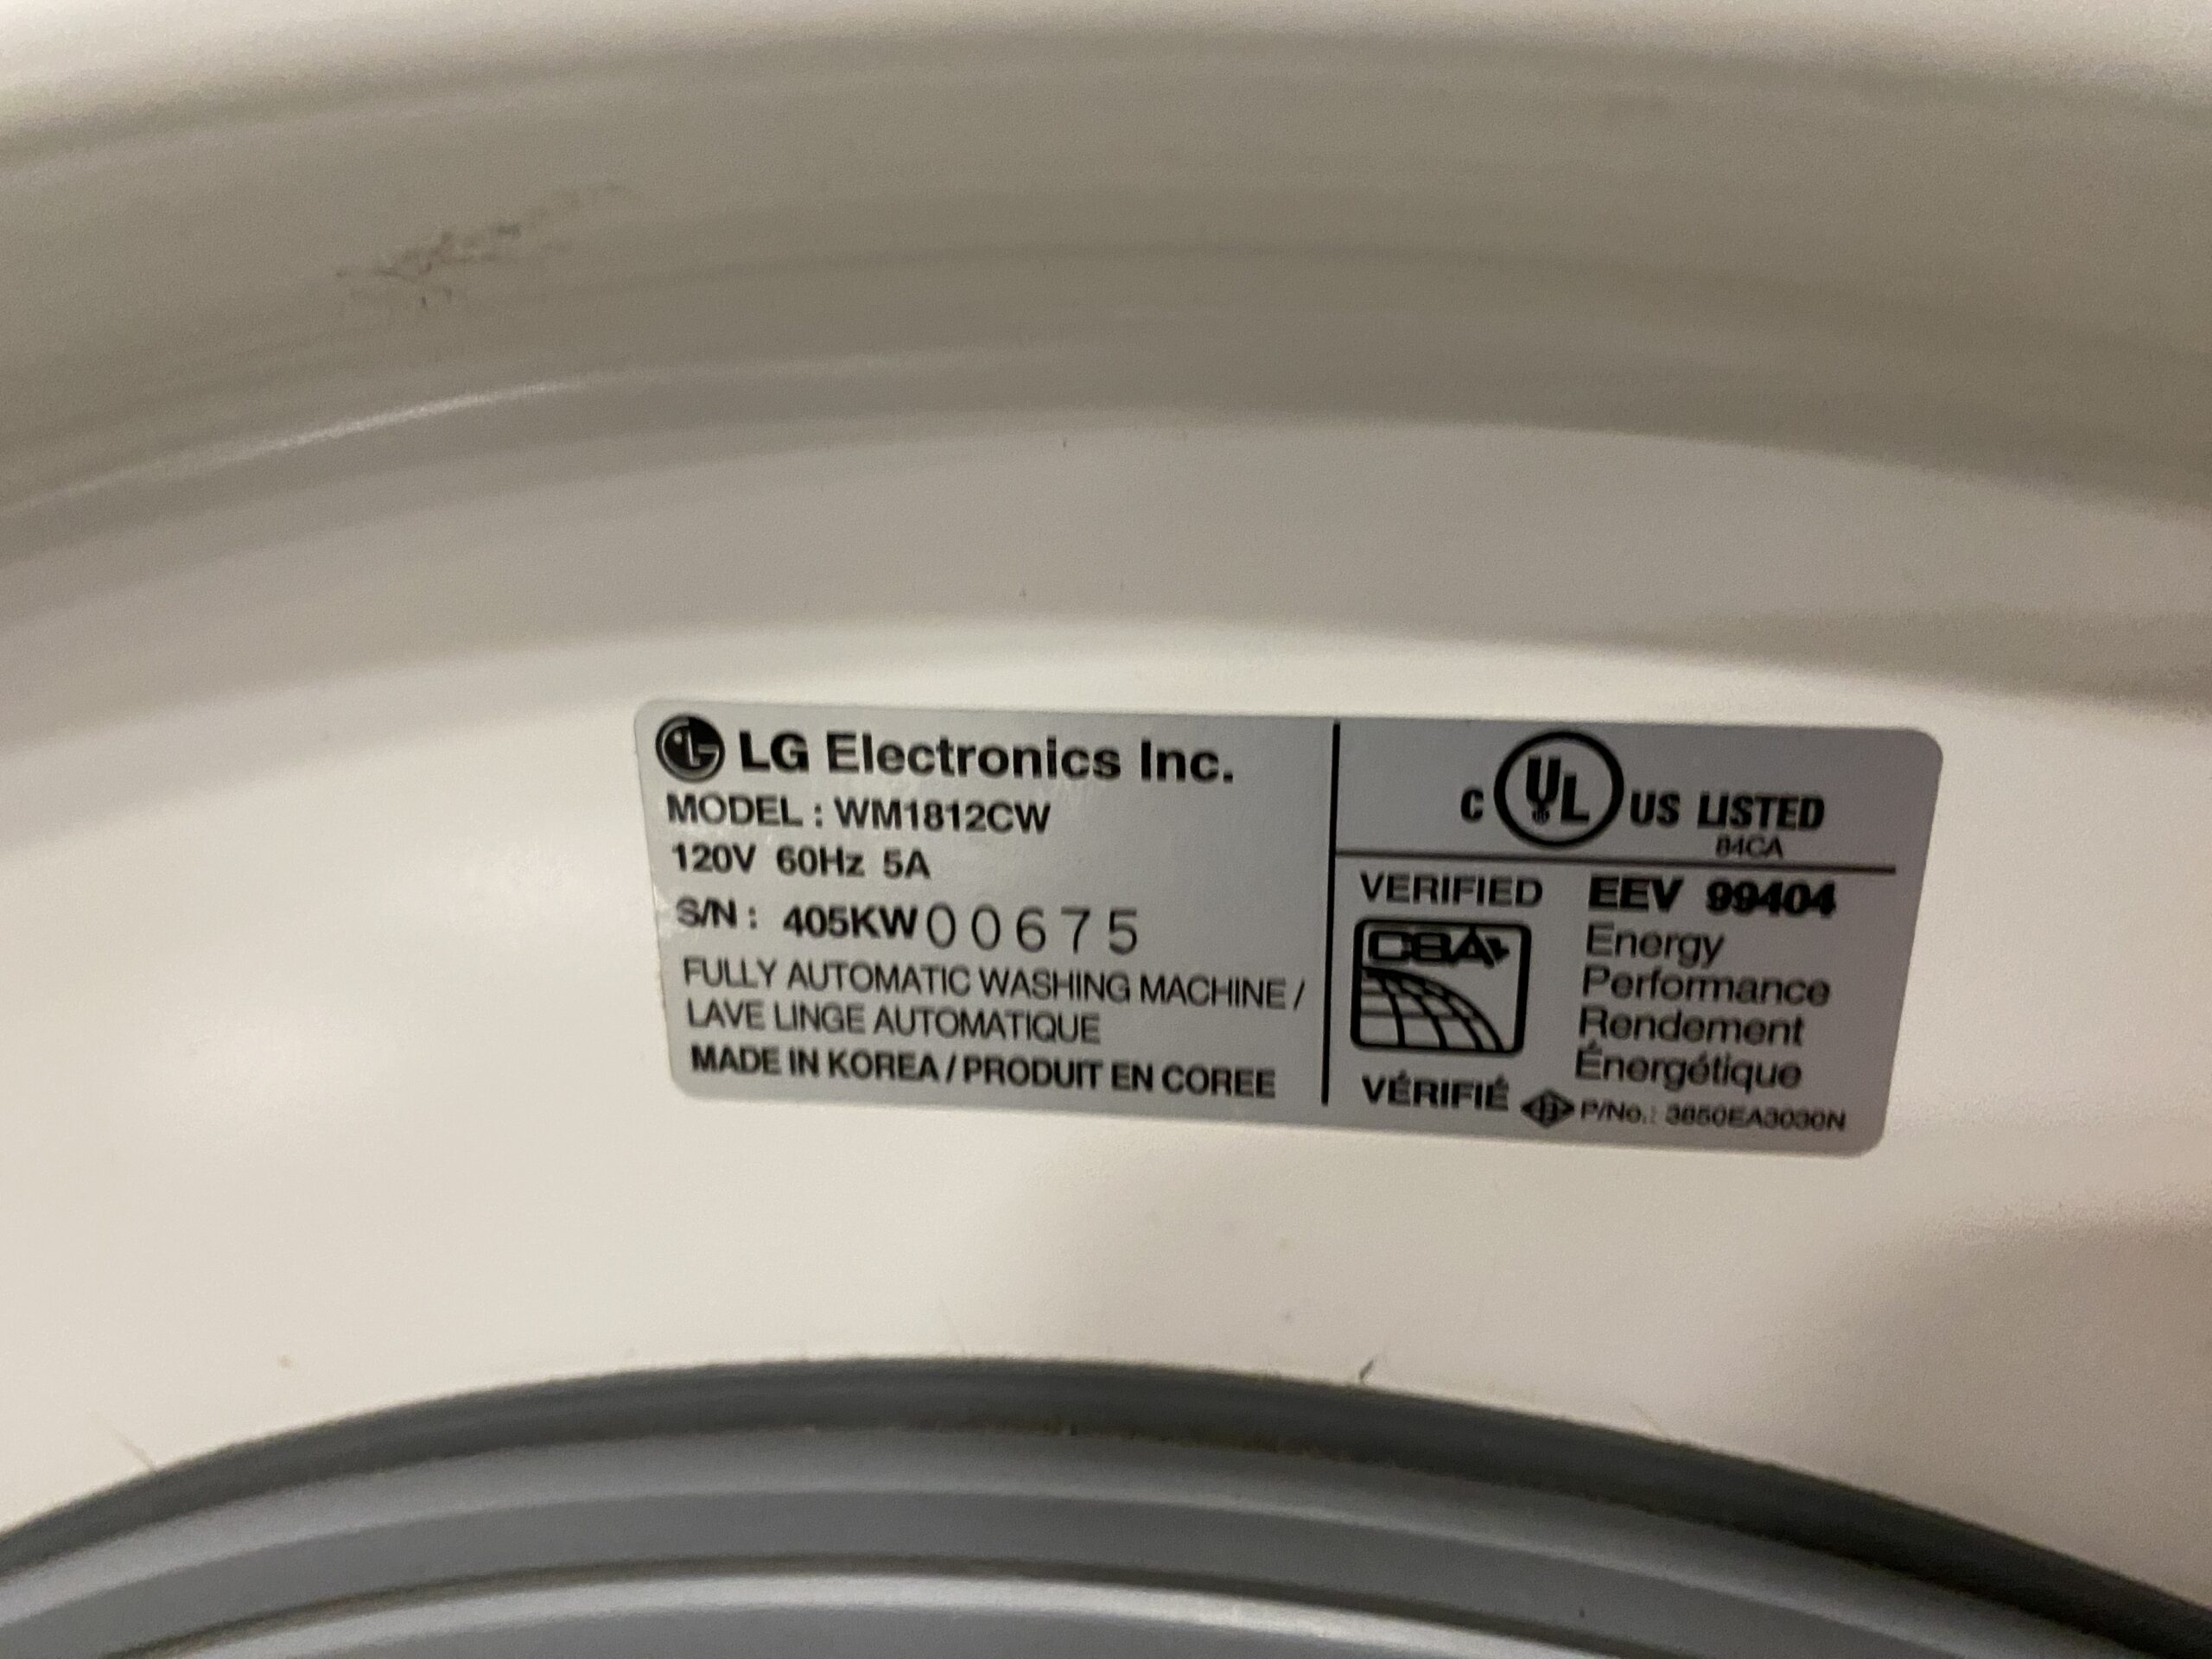 LG Electronics Inc.
MODEL : WM1812CW
120V 60Hz 5A
S/N : 405KW00675
FULLY AUTOMATIC WASHING MACHINE /
LAVE LINGE AUTOMATIQUE
MADE IN KOREA / PRODUIT EN COREE
C UL US LISTED
84CA
VERIFIED EEV 99404
Energy
Performance
Rendement
Énergétique
VÉRIFIÉ
P/No.: 3850EA3030N